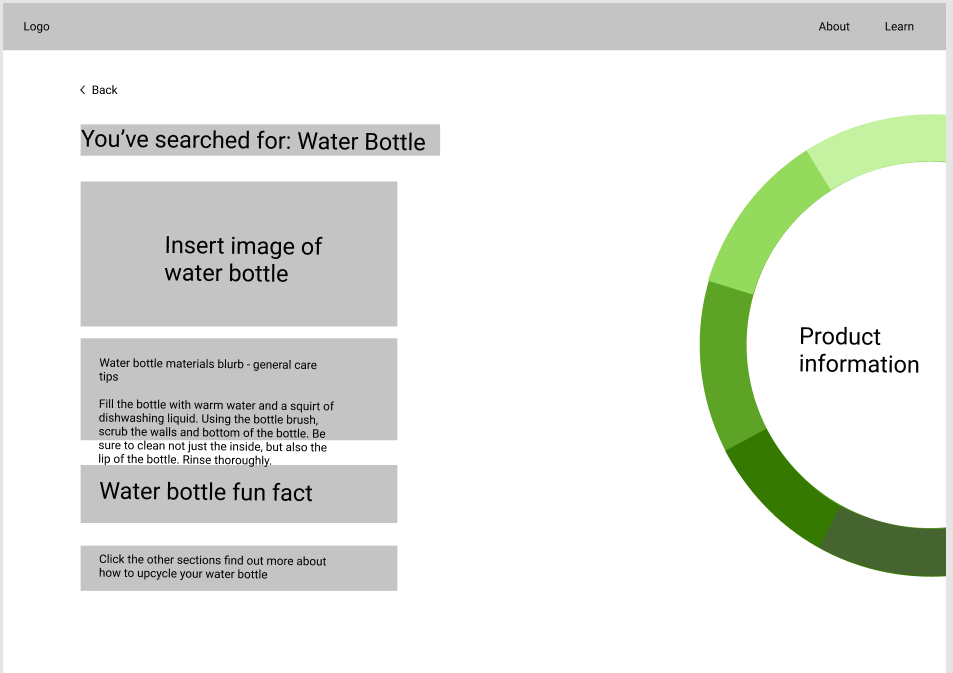 Logo
About
Learn
Back
You’ve searched for: Water Bottle
Insert image of
water bottle
Water bottle materials blurb - general care
tips
Fill the bottle with warm water and a squirt of
dishwashing liquid. Using the bottle brush,
scrub the walls and bottom of the bottle. Be
sure to clean not just the inside, but also the
lip of the bottle. Rinse thoroughly.
Water bottle fun fact
Click the other sections find out more about
how to upcycle your water bottle
Product
information